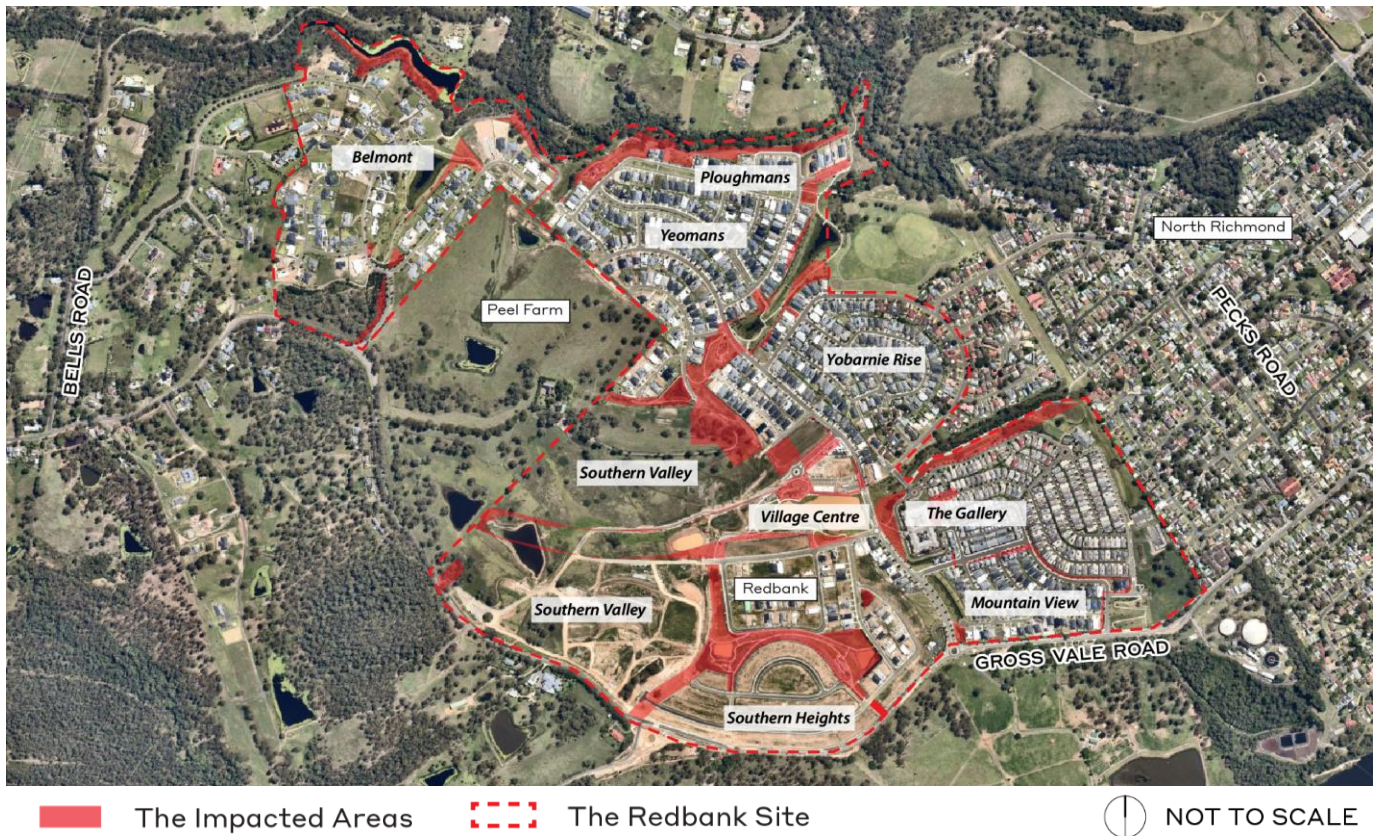 Belmont
Ploughmans
Yeomans
North Richmond
BELLS ROAD
Peel Farm
PECKS ROAD
Yobarnie Rise
Southern Valley
Village Centre
The Gallery
Redbank
Southern Valley
Mountain View
GROSS VALE ROAD
Southern Heights
The Impacted Areas
The Redbank Site
NOT TO SCALE